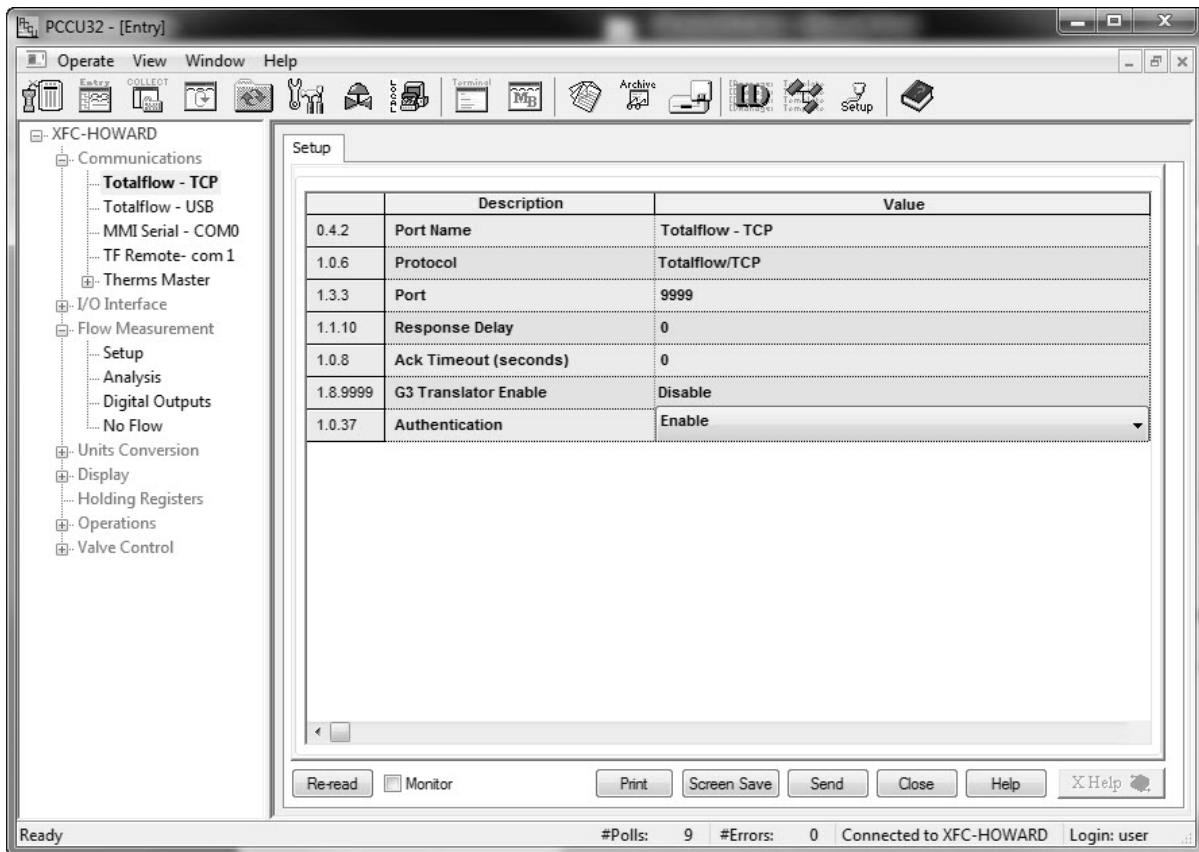 PCCU32 - [Entry]
Operate View Window Help
Entry
COLLECT
LOCAL
Terminal
MB
Archive
ID
Setup
XFC-HOWARD
Communications
Totalflow - TCP
Totalflow - USB
MMI Serial - COM0
TF Remote- com 1
Therms Master
I/O Interface
Flow Measurement
Setup
Analysis
Digital Outputs
No Flow
Units Conversion
Display
Holding Registers
Operations
Valve Control
Setup
Description Value
0.4.2 Port Name Totalflow - TCP
1.0.6 Protocol Totalflow/TCP
1.3.3 Port 9999
1.1.10 Response Delay 0
1.0.8 Ack Timeout (seconds) 0
1.8.9999 G3 Translator Enable Disable
1.0.37 Authentication Enable
Re-read Monitor Print Screen Save Send Close Help X Help
Ready #Polls: 9 #Errors: 0 Connected to XFC-HOWARD Login: user